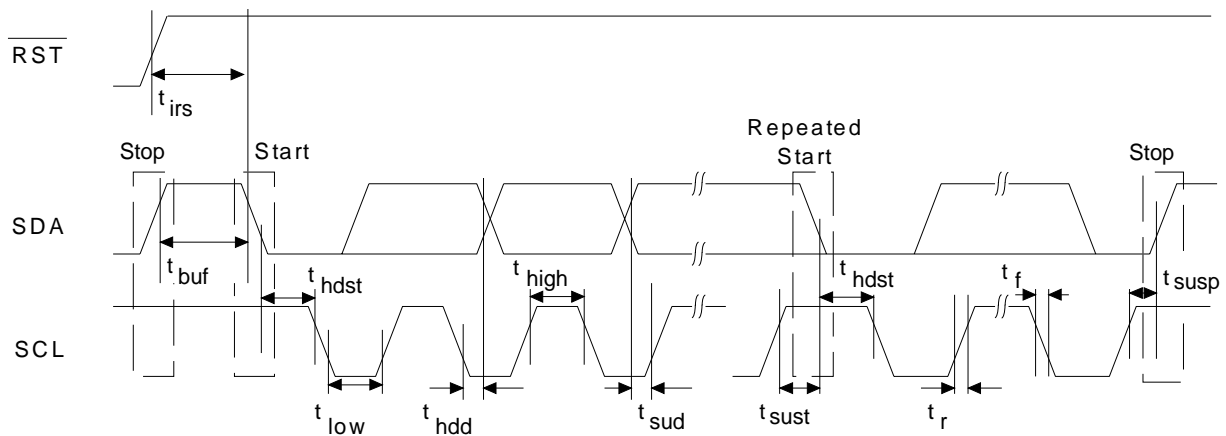 RST
t irs
Repeated
Stop Start Start Stop
SDA
t buf t hdst t high t hdst t f t susp
SCL
t low t hdd t sud t sust t r